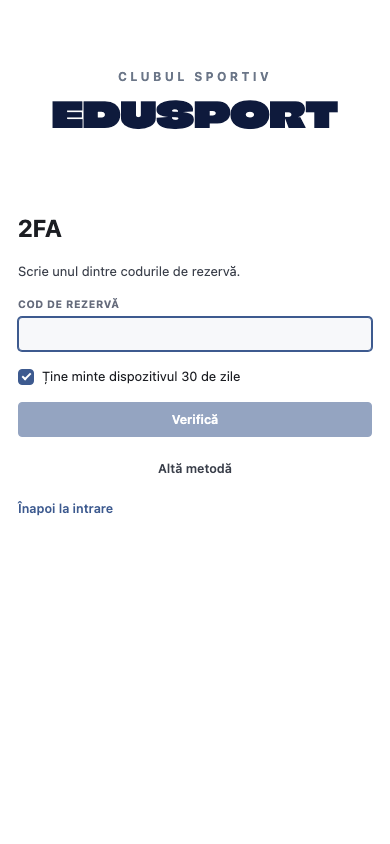 CLUBUL SPORTIV
EDUSPORT
2FA
Scrie unul dintre codurile de rezervă.
COD DE REZERVĂ
Ține minte dispozitivul 30 de zile
Verifică
Altă metodă
Înapoi la intrare